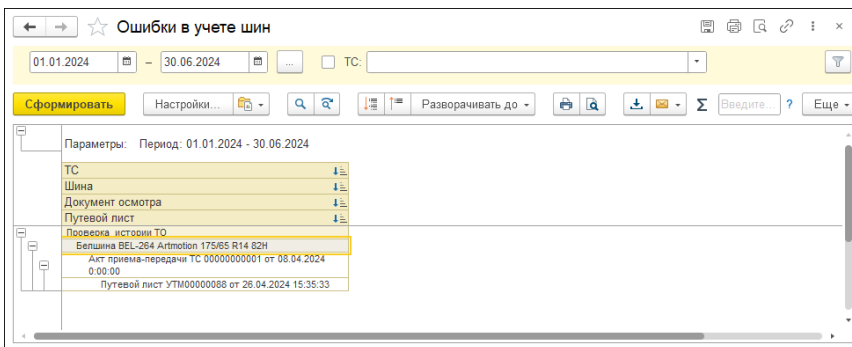 Ошибки в учете шин
01.01.2024 – 30.06.2024 ... ТС:
Сформировать Настройки... Разворачивать до Σ Введите... ? Еще
Параметры: Период: 01.01.2024 - 30.06.2024
ТС
Шина
Документ осмотра
Путевой лист
Проверка истории ТО
Белшина BEL-264 Artmotion 175/65 R14 82H
Акт приема-передачи ТС 00000000001 от 08.04.2024
0:00:00
Путевой лист УТМ00000088 от 26.04.2024 15:35:33